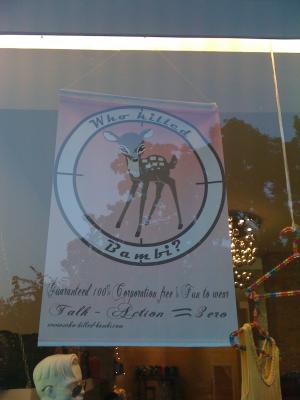 Who killed
Bambi?
Guaranteed 100% Corporation free & Fun to wear
Talk - Action = Zero
www.who-killed-bambi.com